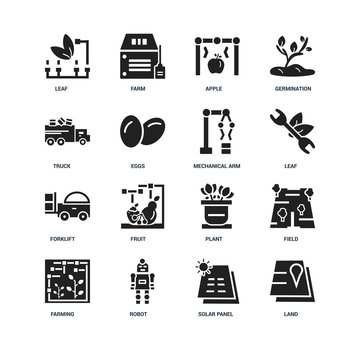 LEAF
FARM
APPLE
GERMINATION
TRUCK
EGGS
MECHANICAL ARM
LEAF
FORKLIFT
FRUIT
PLANT
FIELD
FARMING
ROBOT
SOLAR PANEL
LAND